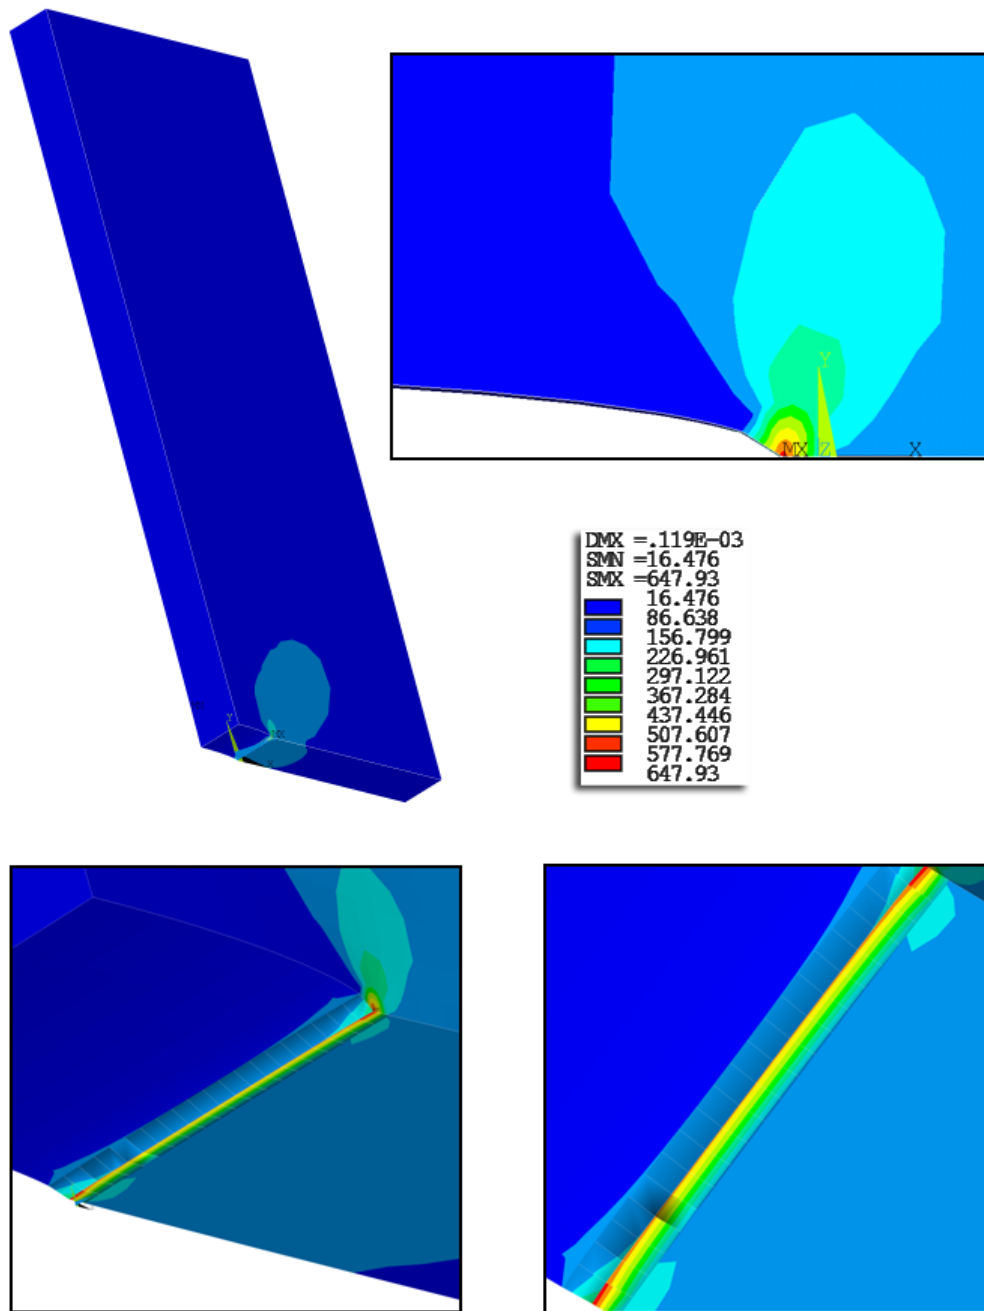 Y
MX Z X
DMX =.119E-03
SMN =16.476
SMX =647.93
16.476
86.638
156.799
226.961
297.122
367.284
437.446
507.607
577.769
647.93
Y
MX
X